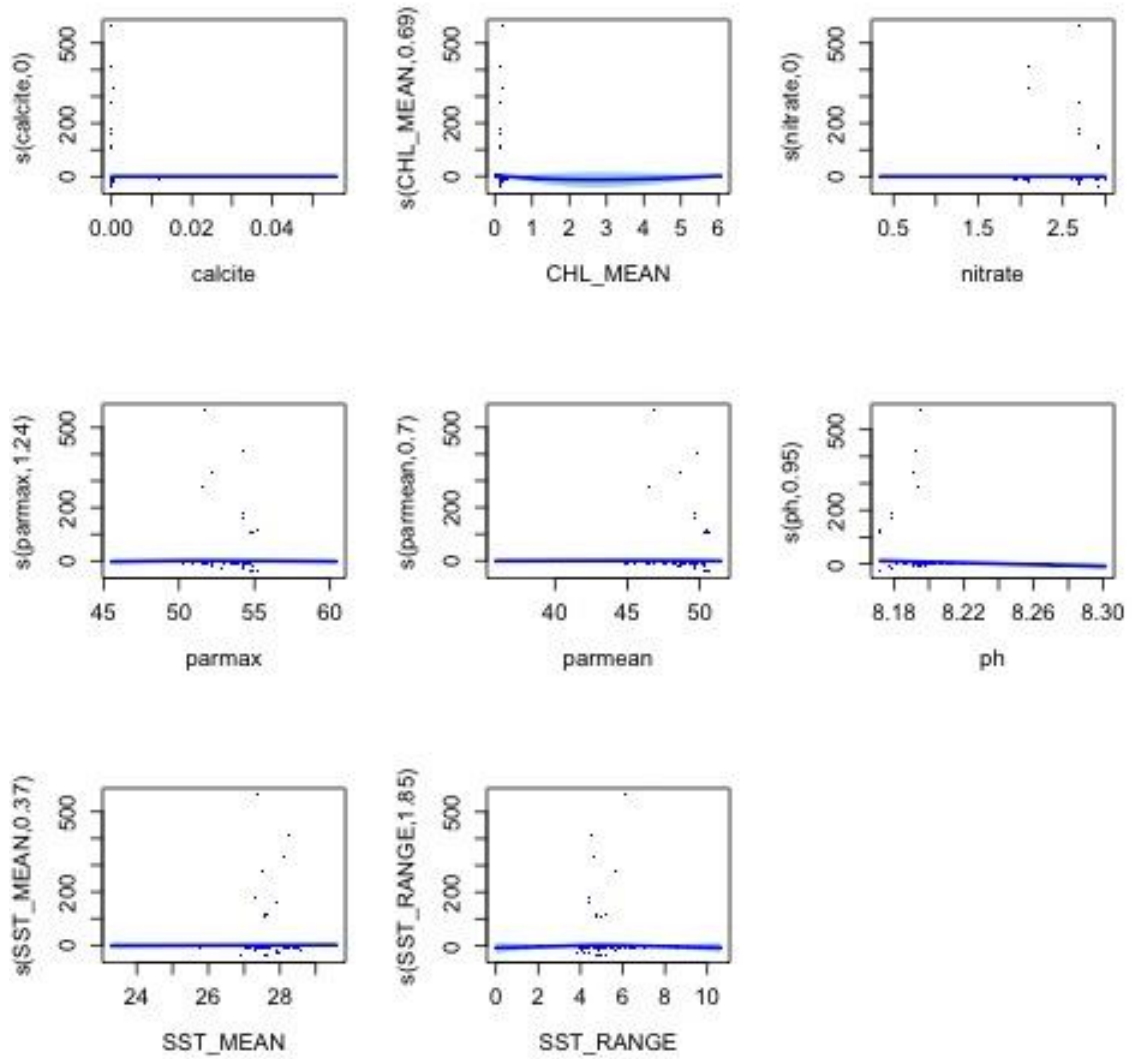 s(calcite,0)
500
200
0
0.00 0.02 0.04
calcite
s(CHL_MEAN,0.69)
500
200
0
0 1 2 3 4 5 6
CHL_MEAN
s(nitrate,0)
500
200
0
0.5 1.5 2.5
nitrate
s(parmax,1.24)
500
200
0
45 50 55 60
parmax
s(parmean,0.7)
500
200
0
40 45 50
parmean
s(ph,0.95)
500
200
0
8.18 8.22 8.26 8.30
ph
s(SST_MEAN,0.37)
500
200
0
24 26 28
SST_MEAN
s(SST_RANGE,1.85)
500
200
0
0 2 4 6 8 10
SST_RANGE